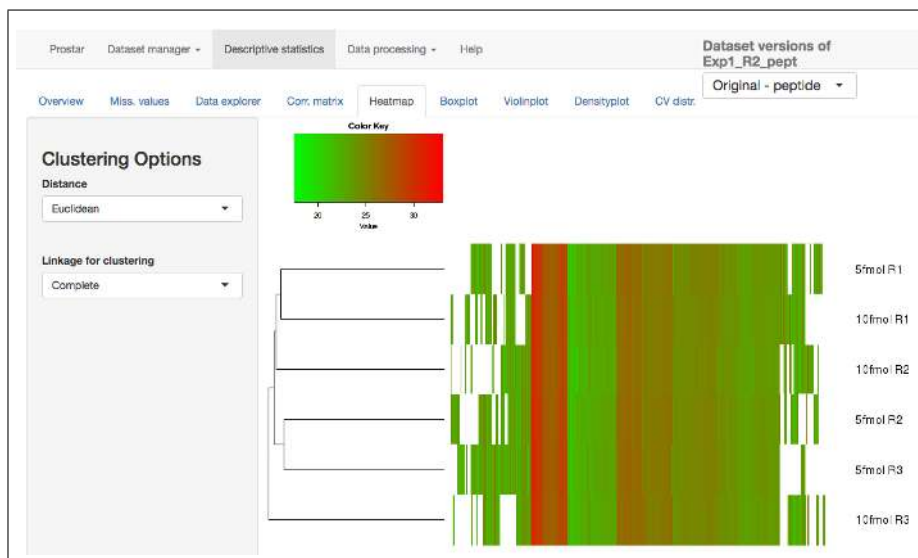 Prostar Dataset manager Descriptive statistics Data processing Help
Dataset versions of
Exp1_R2_pept
Original - peptide
Overview Miss. values Data explorer Corr. matrix Heatmap Boxplot Violinplot Densityplot CV distr.
Clustering Options
Distance
Euclidean
Linkage for clustering
Complete
Color Key
20 25 30
Value
5fmol R1
10fmol R1
10fmol R2
5fmol R2
5fmol R3
10fmol R3